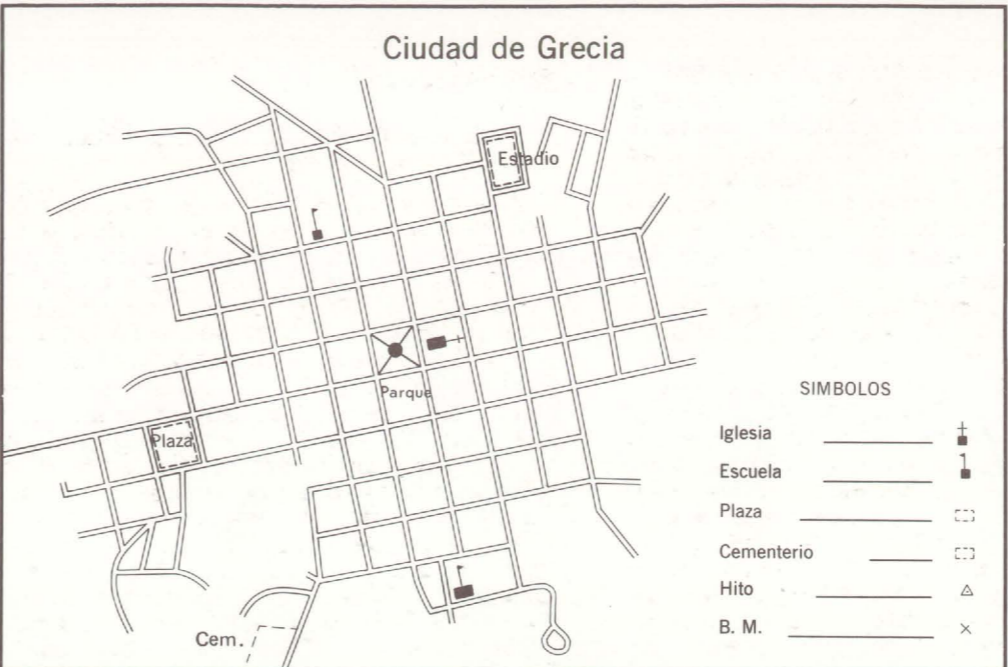 Ciudad de Grecia
Estadio
Parque
Plaza
Cem.
SIMBOLOS
Iglesia
Escuela
Plaza
Cementerio
Hito
B. M.